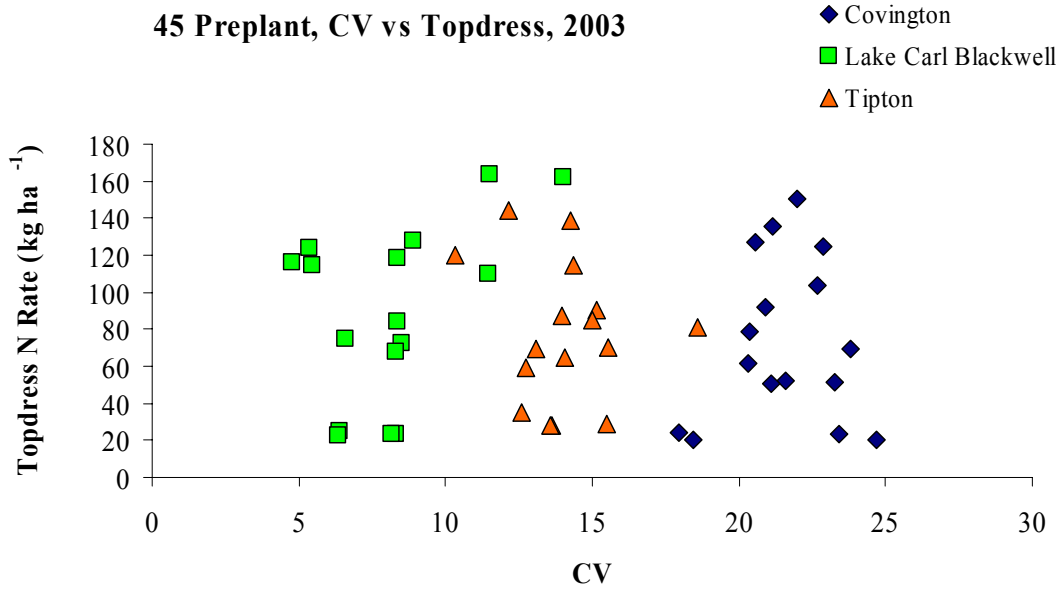 45 Preplant, CV vs Topdress, 2003
Covington
Lake Carl Blackwell
Tipton
Topdress N Rate (kg ha -1)
180
160
140
120
100
80
60
40
20
0
0 5 10 15 20 25 30
CV